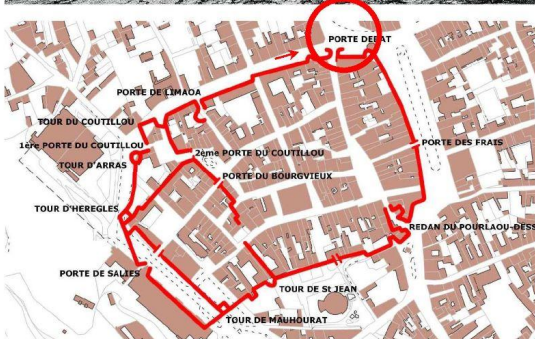 PORTE DEBAT
PORTE DE LIMAOA
TOUR DU COUTILLOU
1ère PORTE DU COUTILLOU
2ème PORTE DU COUTILLOU
PORTE DES FRAIS
TOUR D'ARRAS
PORTE DU BOURGVIEUX
TOUR D'HEREGLES
REDAN DU POURLAOU-DESS
PORTE DE SALIES
TOUR DE St JEAN
TOUR DE MAUHOURAT